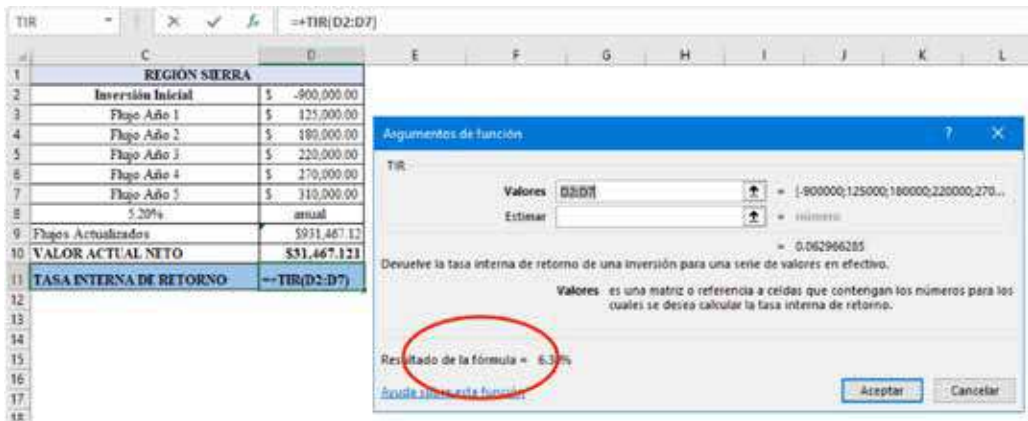 TIR =+TIR(D2:D7)
C D E F G H I J K L
1 REGIÓN SIERRA
2 Inversión Inicial $ -900,000.00
3 Flujo Año 1 $ 125,000.00
4 Flujo Año 2 $ 180,000.00
5 Flujo Año 3 $ 220,000.00
6 Flujo Año 4 $ 270,000.00
7 Flujo Año 5 $ 310,000.00
8 5.20% anual
9 Flujos Actualizados $931,467.12
10 VALOR ACTUAL NETO $31,467.121
11 TASA INTERNA DE RETORNO =+TIR(D2:D7)
12
13
14
15
16
17
18
Argumentos de función ? ×
TIR
Valores D2:D7 = {-900000;125000;180000;220000;270...
Estimar = número
= 0.062966285
Devuelve la tasa interna de retorno de una inversión para una serie de valores en efectivo.
Valores es una matriz o referencia a celdas que contengan los números para los
cuales se desea calcular la tasa interna de retorno.
Resultado de la fórmula = 6.30%
Ayuda sobre esta función
Aceptar Cancelar